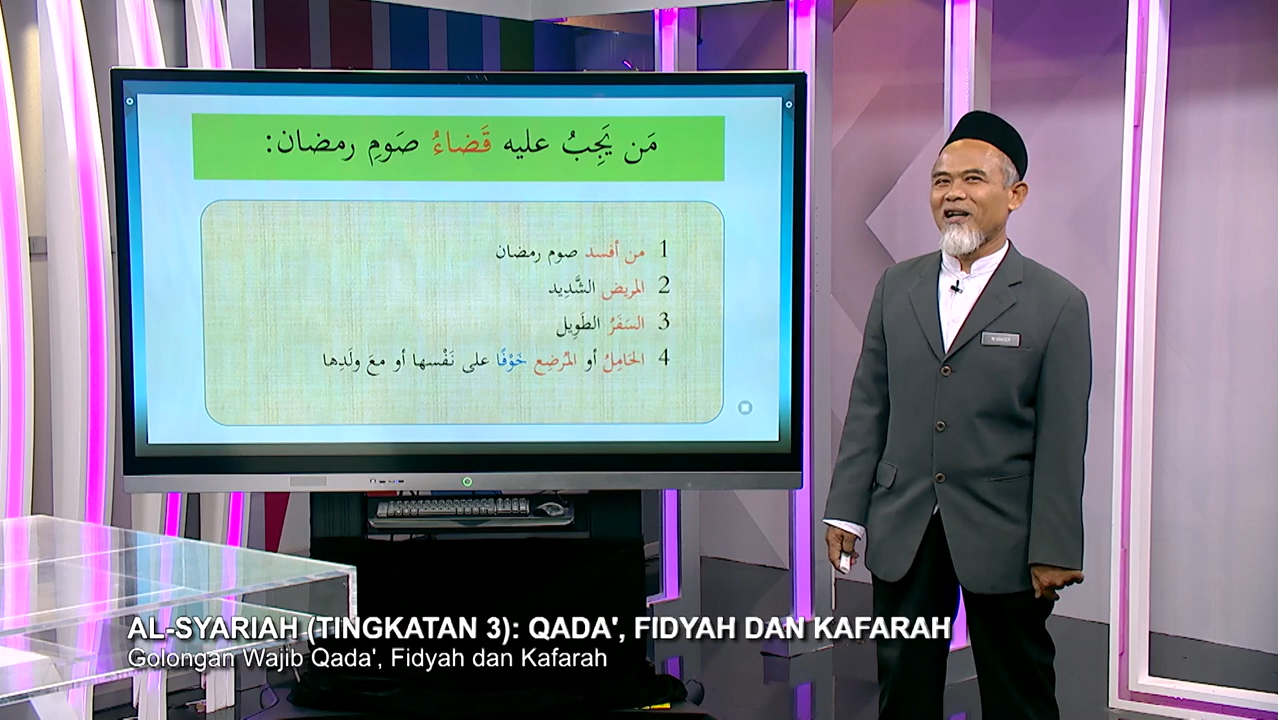 مَن يَجِبُ عليه قَضاءُ صَومِ رمضان:
1 من أفسد صوم رمضان
2 المريض الشَّدِيد
3 السَفَرُ الطَوِيل
4 الحَامِلُ أو المُرضِع خَوْفًا على نَفْسها أو معَ ولَدِها
AL-SYARIAH (TINGKATAN 3): QADA', FIDYAH DAN KAFARAH
Golongan Wajib Qada', Fidyah dan Kafarah